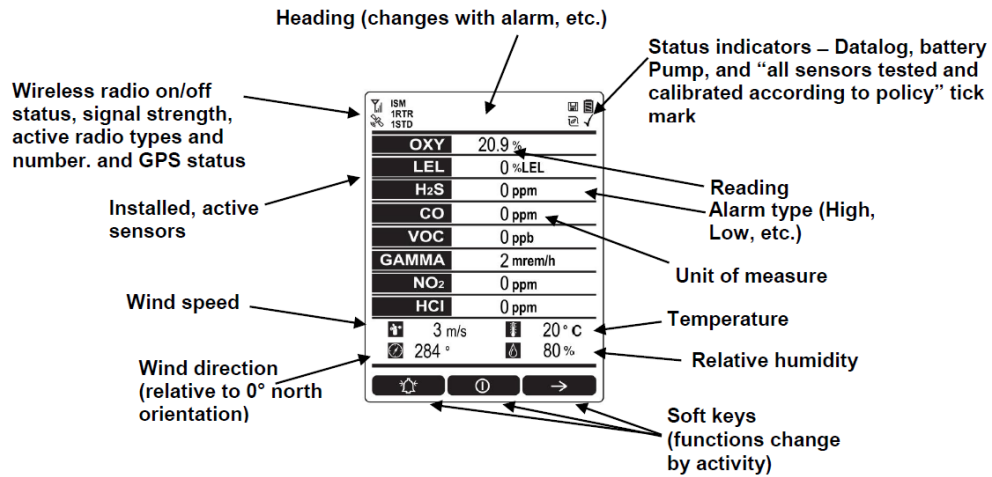 Heading (changes with alarm, etc.)
Status indicators – Datalog, battery
Pump, and “all sensors tested and
calibrated according to policy” tick
mark
Wireless radio on/off
status, signal strength,
active radio types and
number. and GPS status
ISM
1RTR
1STD
OXY 20.9 %
LEL 0 %LEL
H2S 0 ppm
CO 0 ppm
VOC 0 ppb
GAMMA 2 mrem/h
NO2 0 ppm
HCl 0 ppm
3 m/s 20° C
284 ° 80 %
Installed, active
sensors
Reading
Alarm type (High,
Low, etc.)
Unit of measure
Wind speed
Temperature
Wind direction
(relative to 0° north
orientation)
Relative humidity
Soft keys
(functions change
by activity)